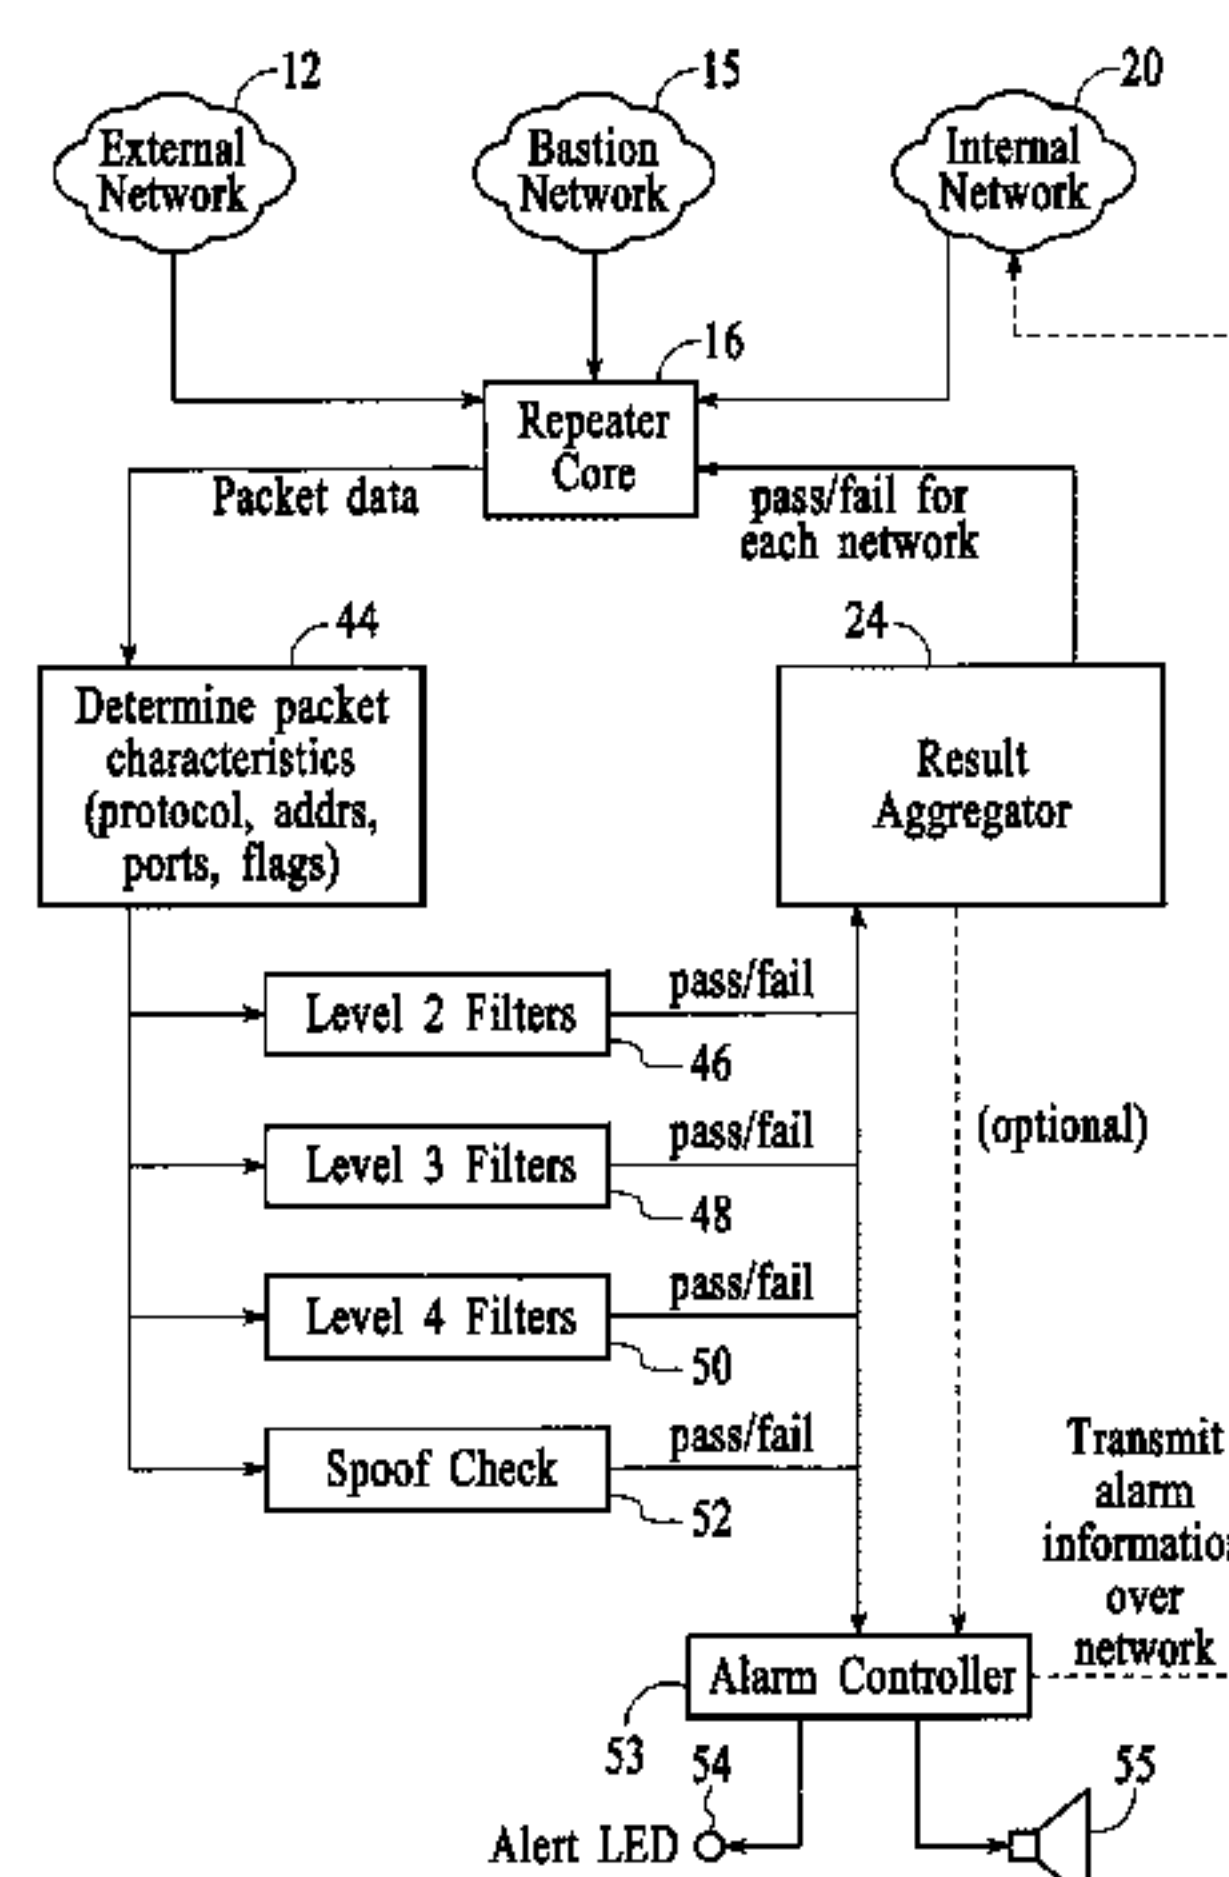 12
15
20
External
Network
Bastion
Network
Internal
Network
16
Repeater
Core
Packet data
pass/fail for
each network
44
24
Determine packet
characteristics
(protocol, addrs,
ports, flags)
Result
Aggregator
pass/fail
Level 2 Filters
46
pass/fail
(optional)
Level 3 Filters
48
pass/fail
Level 4 Filters
50
pass/fail
Spoof Check
52
Transmit
alarm
informatio
over
network
Alarm Controller
53
54
55
Alert LED